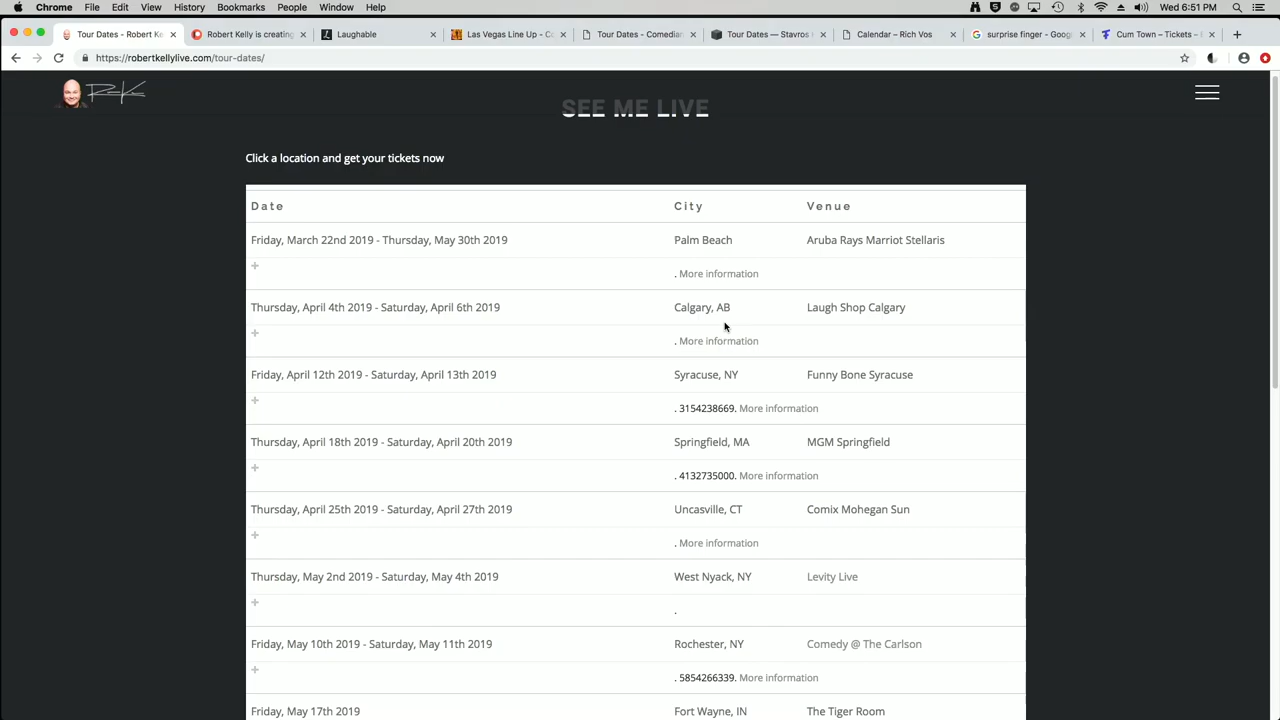 Chrome File Edit View History Bookmarks People Window Help Wed 6:51 PM
Tour Dates - Robert Ke Robert Kelly is creating Laughable Las Vegas Line Up - Co Tour Dates - Comedian Tour Dates — Stavros Calendar – Rich Vos surprise finger - Goog Cum Town – Tickets –
https://robertkellylive.com/tour-dates/
SEE ME LIVE
Click a location and get your tickets now
Date City Venue
Friday, March 22nd 2019 - Thursday, May 30th 2019 Palm Beach Aruba Rays Marriot Stellaris
+ . More information
Thursday, April 4th 2019 - Saturday, April 6th 2019 Calgary, AB Laugh Shop Calgary
+ . More information
Friday, April 12th 2019 - Saturday, April 13th 2019 Syracuse, NY Funny Bone Syracuse
+ . 3154238669. More information
Thursday, April 18th 2019 - Saturday, April 20th 2019 Springfield, MA MGM Springfield
+ . 4132735000. More information
Thursday, April 25th 2019 - Saturday, April 27th 2019 Uncasville, CT Comix Mohegan Sun
+ . More information
Thursday, May 2nd 2019 - Saturday, May 4th 2019 West Nyack, NY Levity Live
+ .
Friday, May 10th 2019 - Saturday, May 11th 2019 Rochester, NY Comedy @ The Carlson
+ . 5854266339. More information
Friday, May 17th 2019 Fort Wayne, IN The Tiger Room